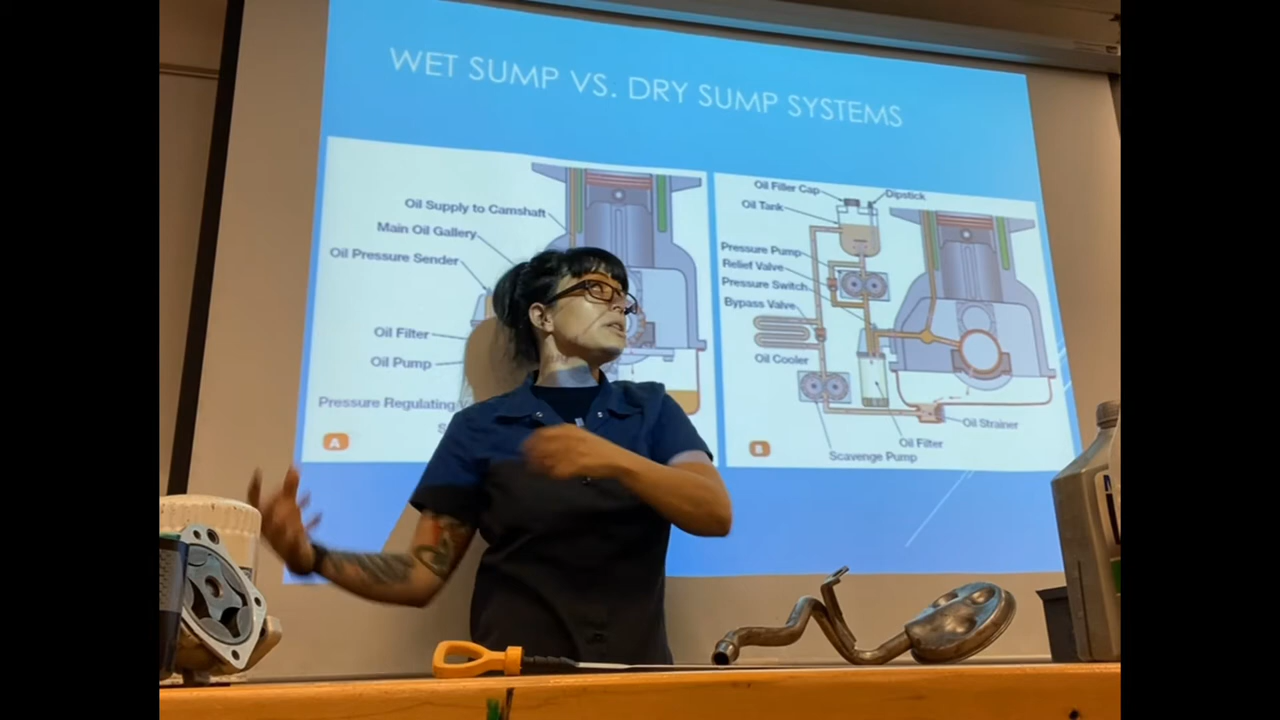 WET SUMP VS. DRY SUMP SYSTEMS
Oil Supply to Camshaft
Main Oil Gallery
Oil Pressure Sender
Oil Filter
Oil Pump
Pressure Regulating
A
Oil Filler Cap
Dipstick
Oil Tank
Pressure Pump
Relief Valve
Pressure Switch
Bypass Valve
Oil Cooler
Oil Strainer
Oil Filter
Scavenge Pump
B